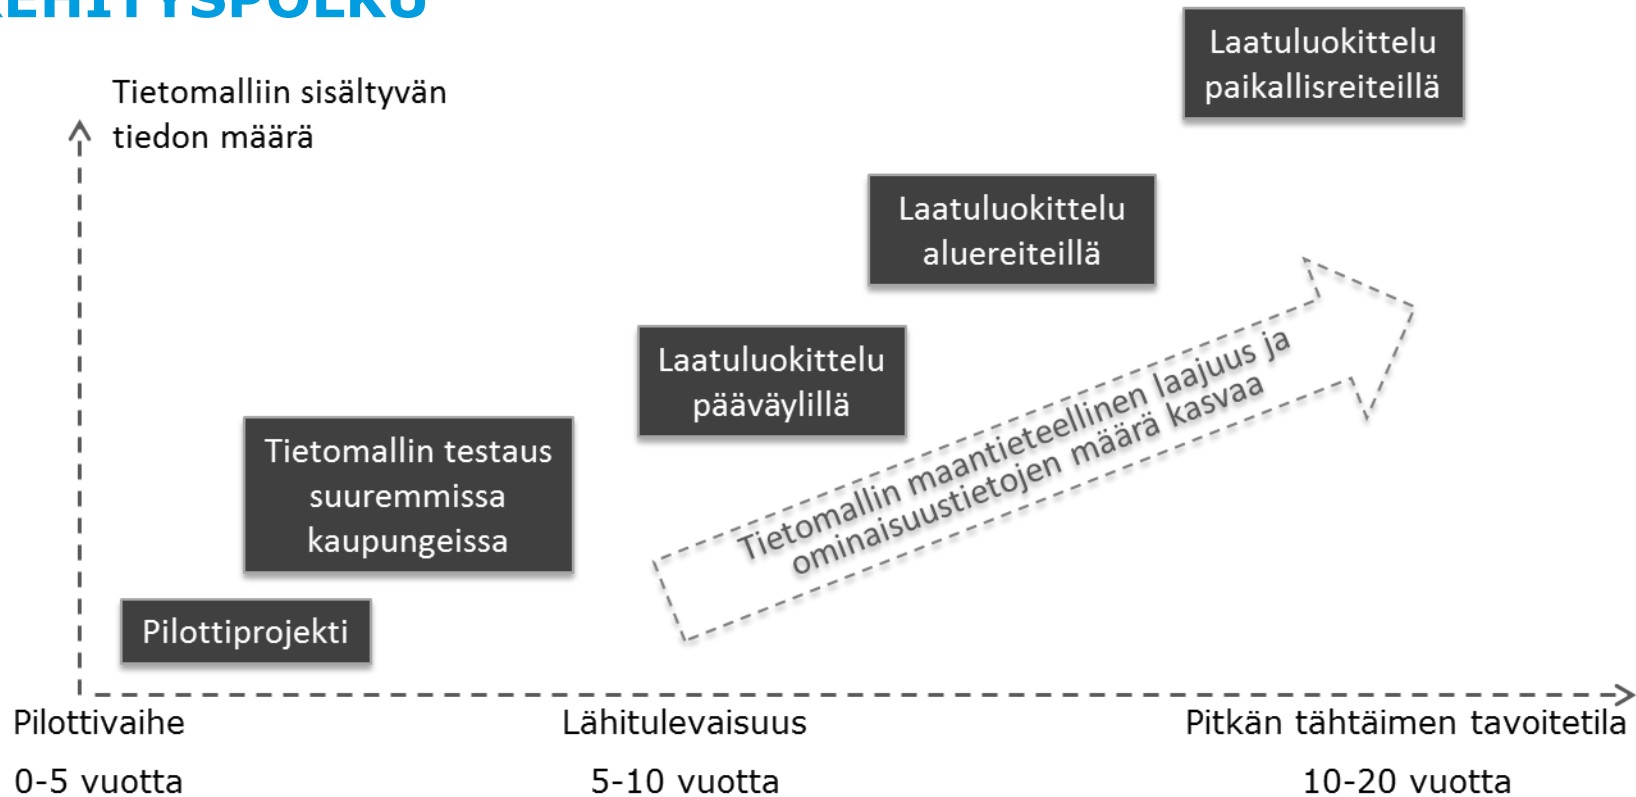 KEHITYSPOLKU
Tietomalliin sisältyvän
tiedon määrä
Laatuluokittelu
paikallisreiteillä
Laatuluokittelu
aluereiteillä
Laatuluokittelu
pääväylillä
Tietomallin testaus
suuremmissa
kaupungeissa
Pilottiprojekti
Tietomallin maantieteellinen laajuus ja
ominaisuustietojen määrä kasvaa
Pilottivaihe
0-5 vuotta
Lähitulevaisuus
5-10 vuotta
Pitkän tähtäimen tavoitetila
10-20 vuotta